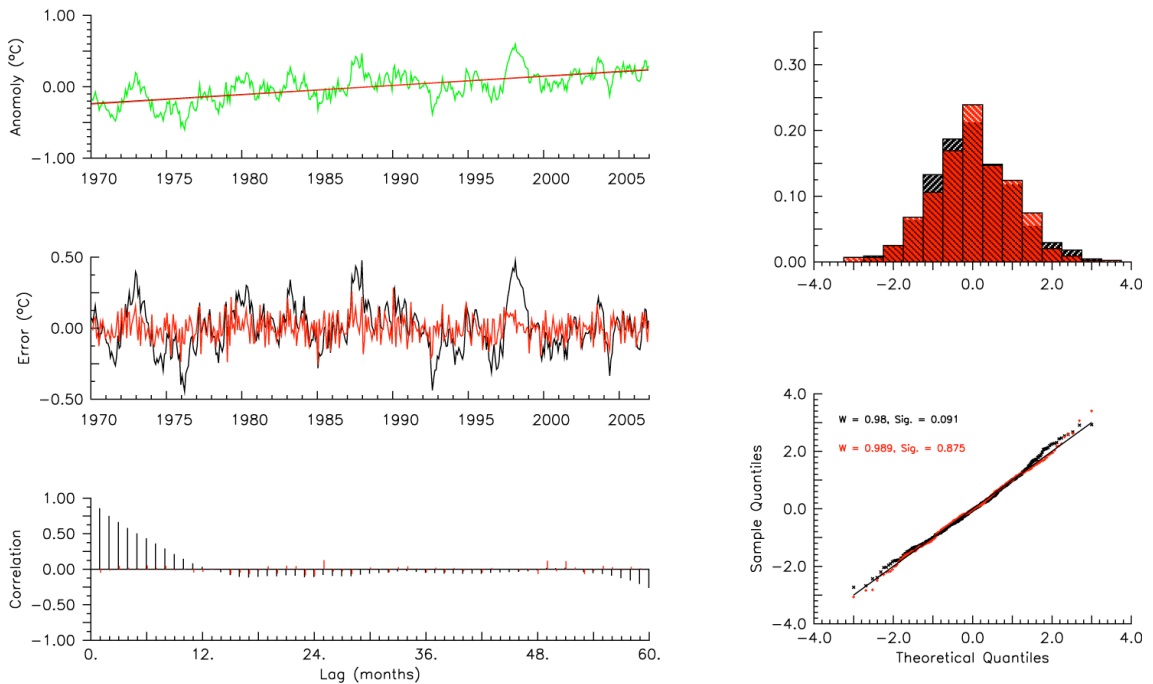 1.00
0.00
−1.00
Anomoly (ºC)
1970 1975 1980 1985 1990 1995 2000 2005
0.50
0.00
−0.50
Error (ºC)
1970 1975 1980 1985 1990 1995 2000 2005
1.00
0.50
0.00
−0.50
−1.00
Correlation
0. 12. 24. 36. 48. 60.
Lag (months)
0.30
0.20
0.10
0.00
−4.0 −2.0 0.0 2.0 4.0
4.0
2.0
0.0
−2.0
−4.0
Sample Quantiles
W = 0.98, Sig. = 0.091
W = 0.989, Sig. = 0.875
−4.0 −2.0 0.0 2.0 4.0
Theoretical Quantiles